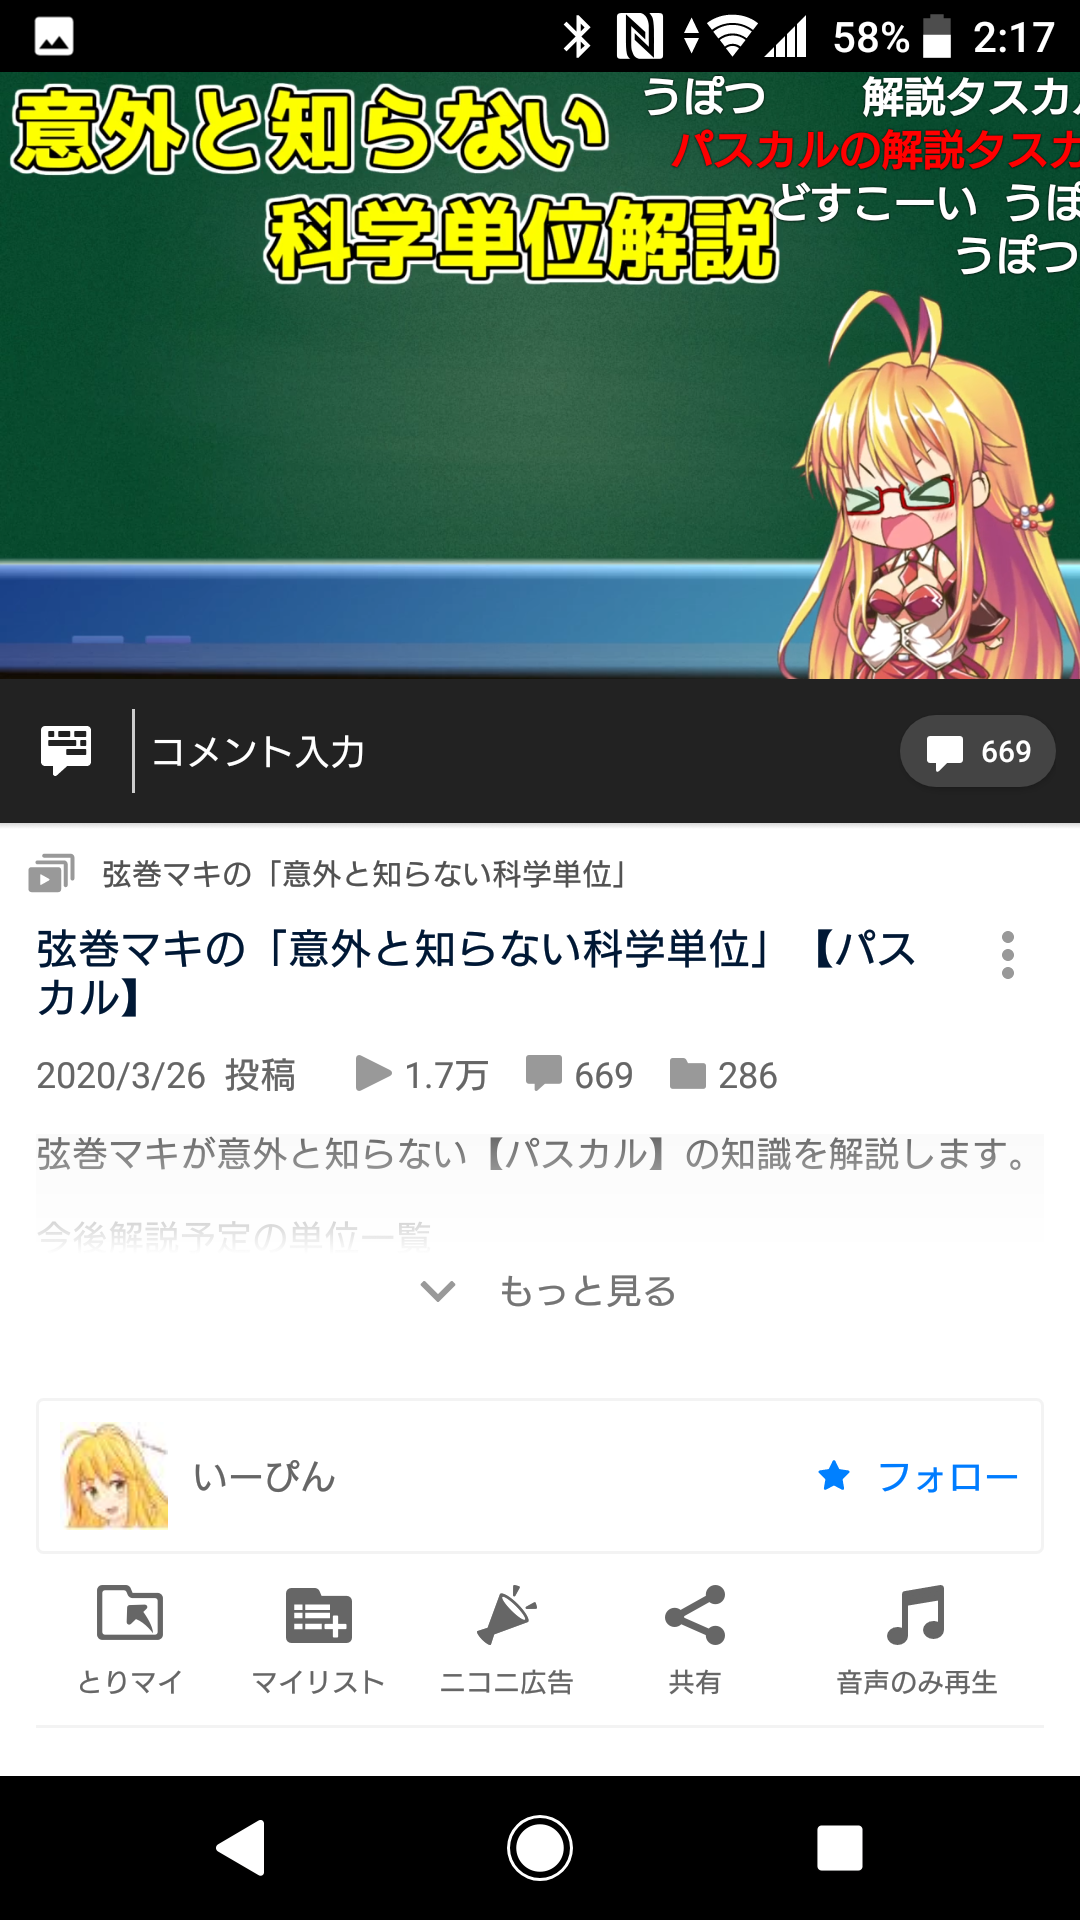 58% 2:17
意外と知らない
科学単位解説
うぽつ 解説タスカ
パスカルの解説タスカ
どすこーい うぽ
うぽつ
コメント入力
669
弦巻マキの「意外と知らない科学単位」
弦巻マキの「意外と知らない科学単位」【パス
カル】
2020/3/26 投稿 1.7万 669 286
弦巻マキが意外と知らない【パスカル】の知識を解説します。
今後解説予定の単位一覧
もっと見る
いーぴん
フォロー
とりマイ マイリスト ニコニ広告 共有 音声のみ再生